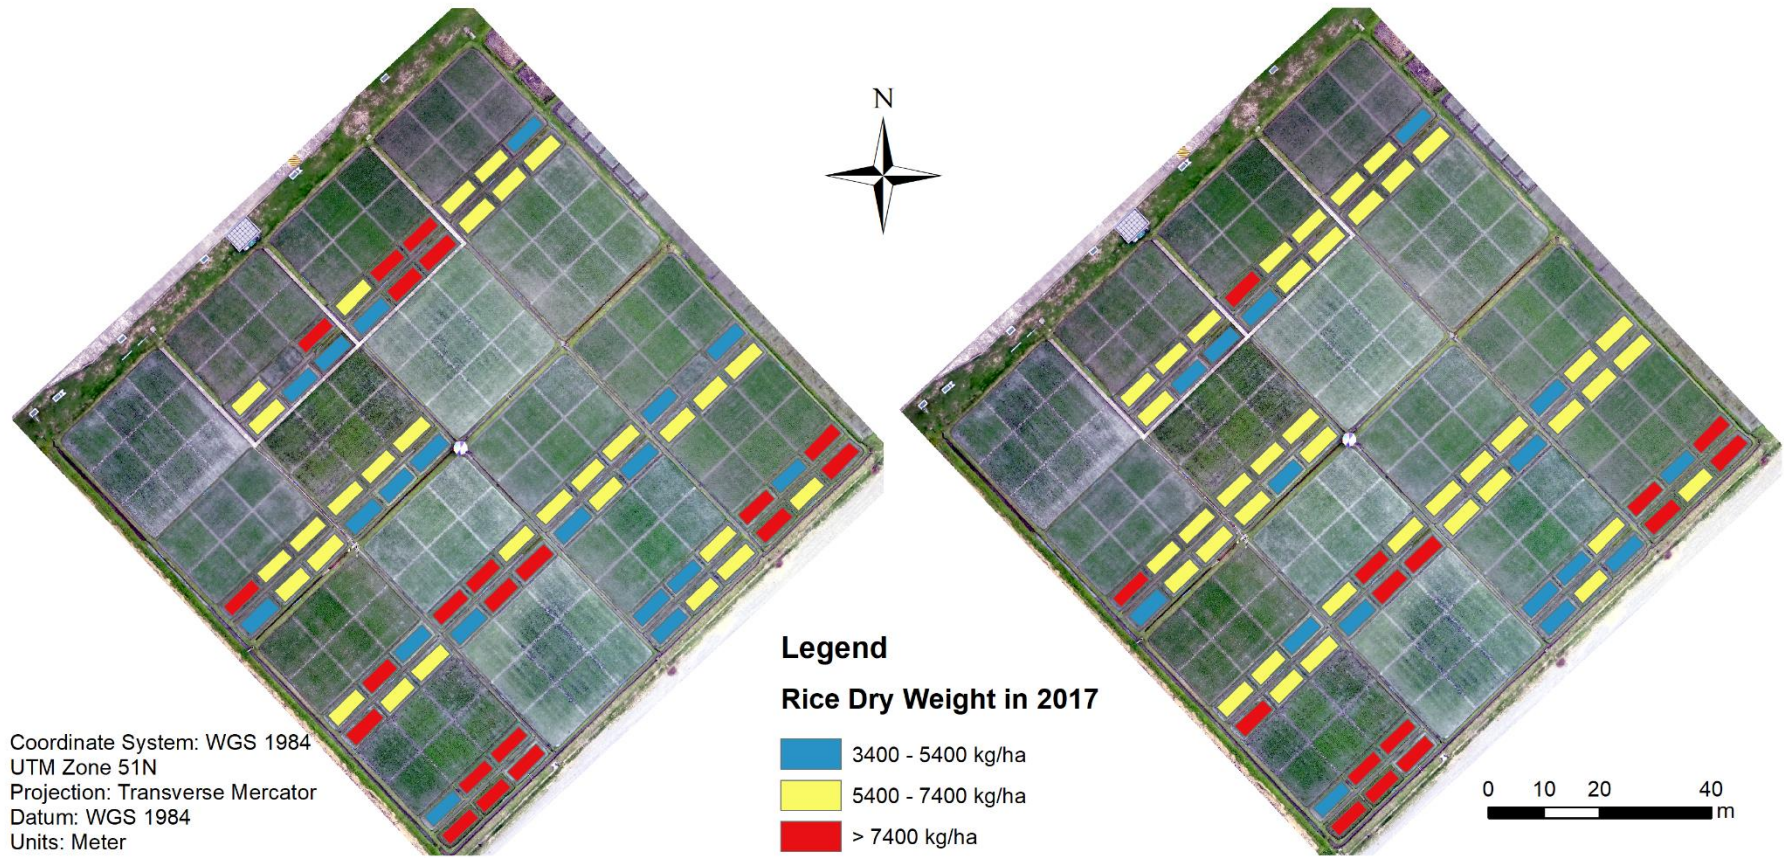 N
Legend
Rice Dry Weight in 2017
3400 - 5400 kg/ha
5400 - 7400 kg/ha
> 7400 kg/ha
Coordinate System: WGS 1984
UTM Zone 51N
Projection: Transverse Mercator
Datum: WGS 1984
Units: Meter
0 10 20 40
m